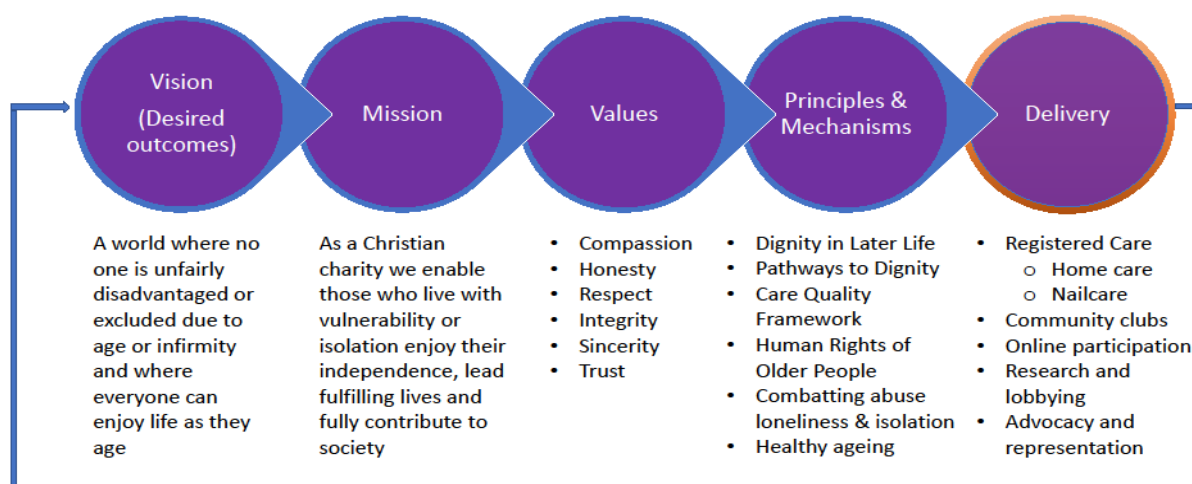 Vision
(Desired
outcomes)
Mission
Values
Principles &
Mechanisms
Delivery
A world where no
one is unfairly
disadvantaged or
excluded due to
age or infirmity
and where
everyone can
enjoy life as they
age
As a Christian
charity we enable
those who live with
vulnerability or
isolation enjoy their
independence, lead
fulfilling lives and
fully contribute to
society
• Compassion
• Honesty
• Respect
• Integrity
• Sincerity
• Trust
• Dignity in Later Life
• Pathways to Dignity
• Care Quality
Framework
• Human Rights of
Older People
• Combatting abuse
loneliness & isolation
• Healthy ageing
• Registered Care
o Home care
o Nailcare
• Community clubs
• Online participation
• Research and
lobbying
• Advocacy and
representation